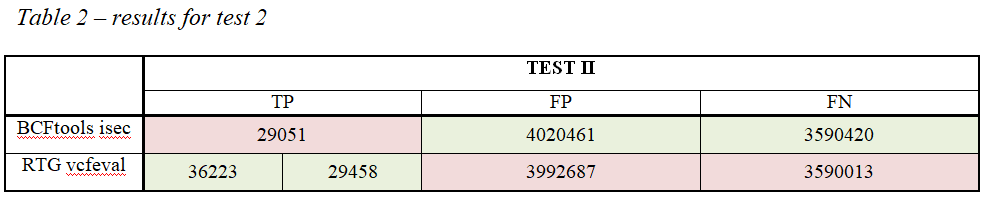 Table 2 – results for test 2
TEST II
TP FP FN
BCFtools isec 29051 4020461 3590420
RTG vcfeval 36223 29458 3992687 3590013